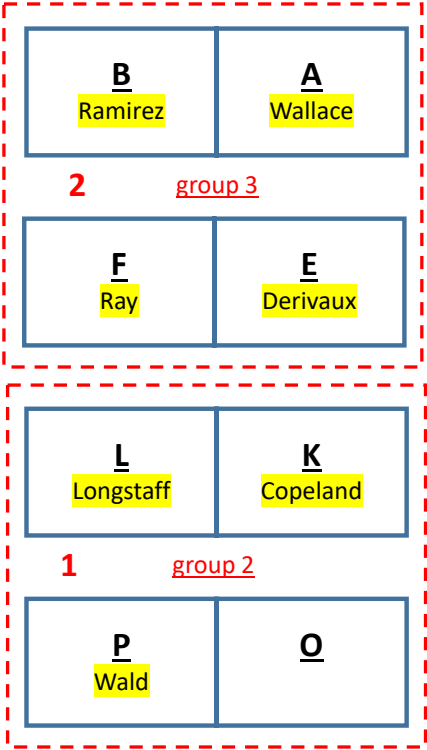 B
Ramirez
A
Wallace
2
group 3
F
Ray
E
Derivaux
L
Longstaff
K
Copeland
1
group 2
P
Wald
O